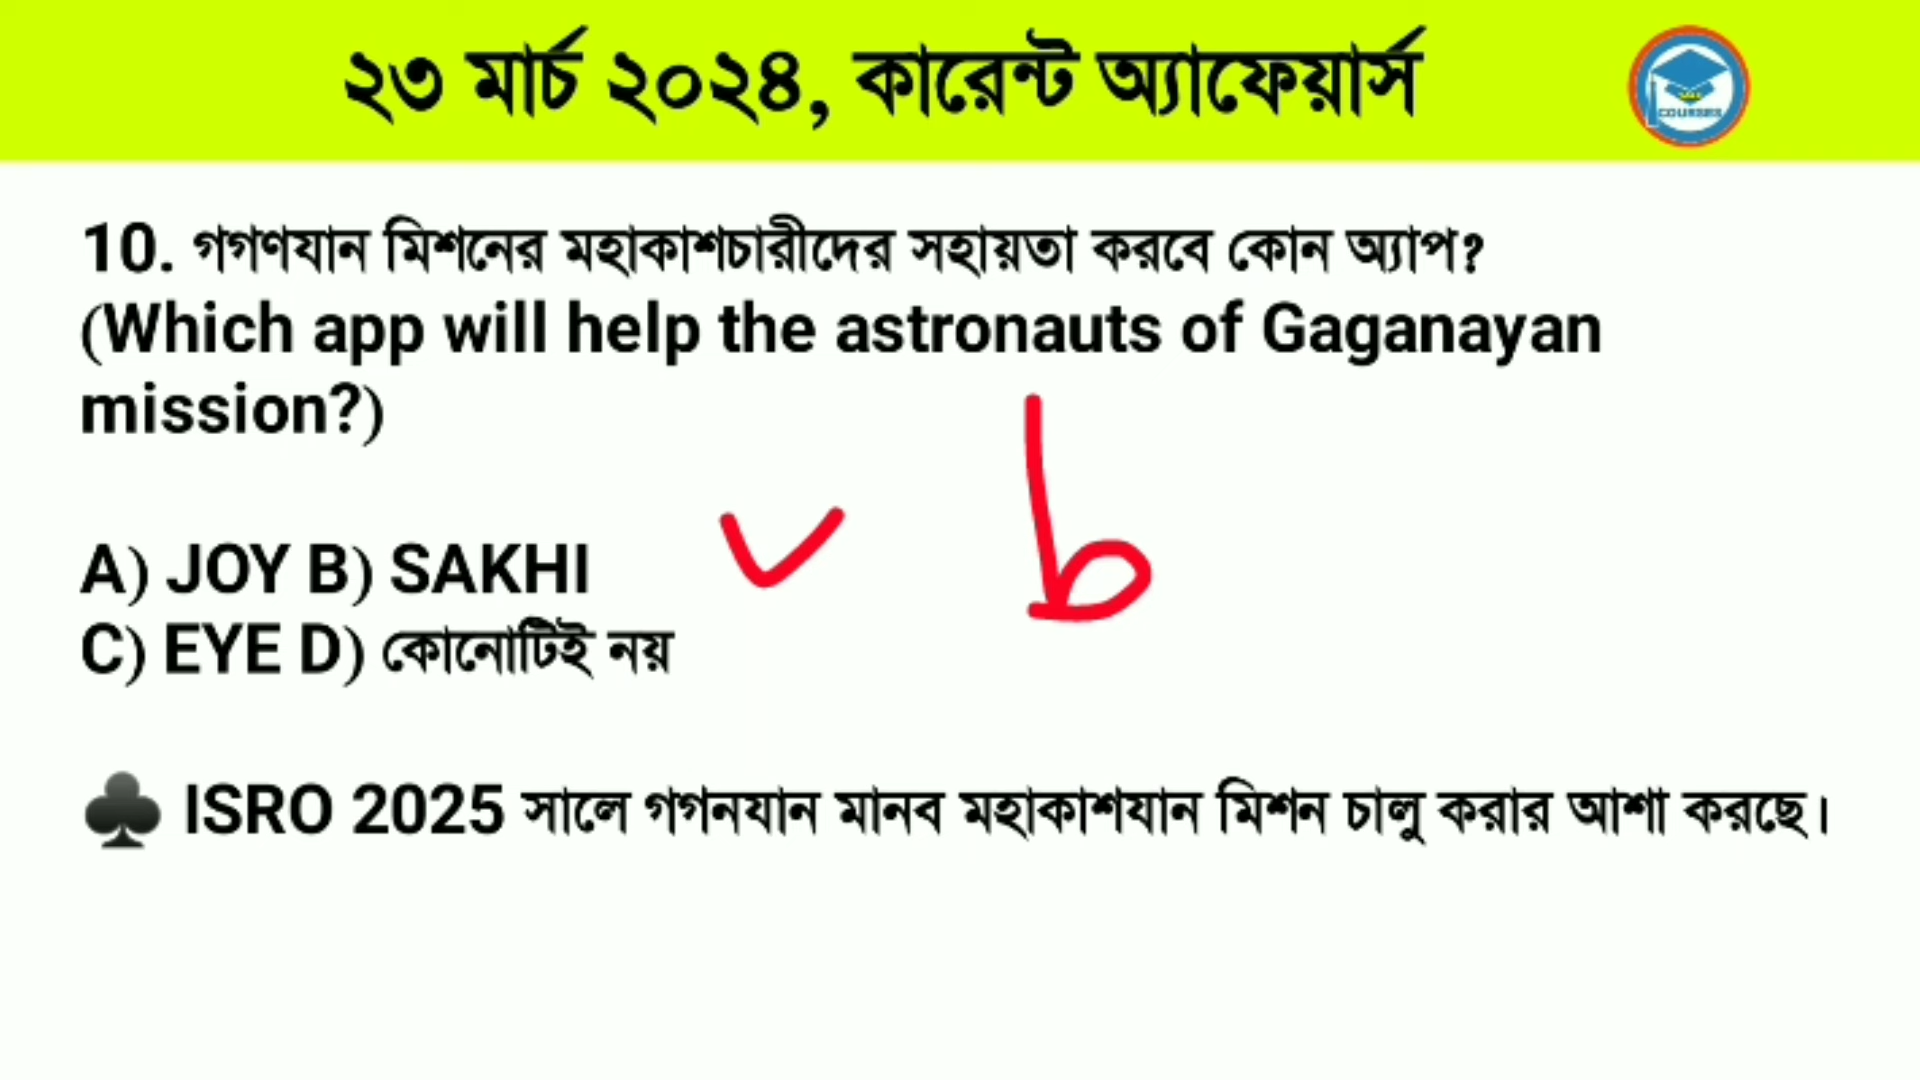 ২৩ মার্চ ২০২৪, কারেন্ট অ্যাফেয়ার্স
COURSES
10. গগণযান মিশনের মহাকাশচারীদের সহায়তা করবে কোন অ্যাপ?
(Which app will help the astronauts of Gaganayan
mission?)
b
A) JOY B) SAKHI
C) EYE D) কোনোটিই নয়
♣ ISRO 2025 সালে গগনযান মানব মহাকাশযান মিশন চালু করার আশা করছে।